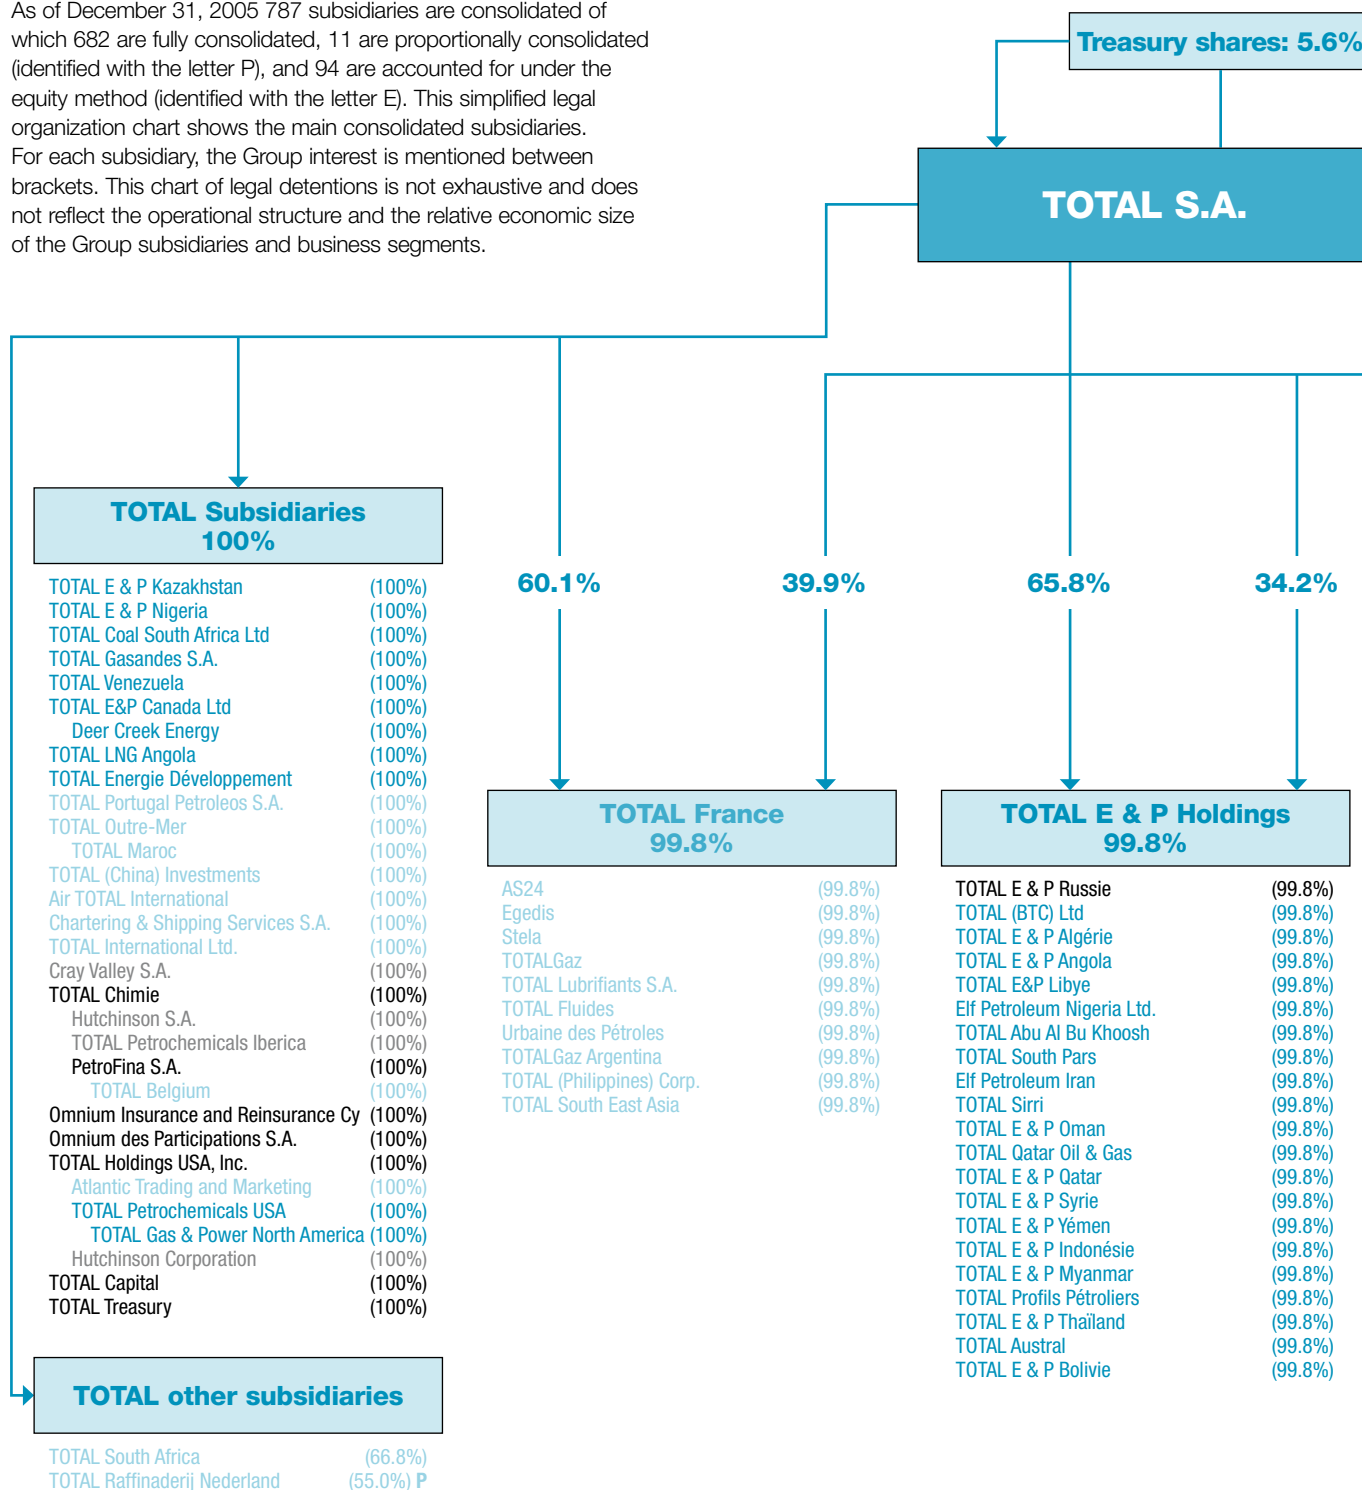 As of December 31, 2005 787 subsidiaries are consolidated of
which 682 are fully consolidated, 11 are proportionally consolidated
(identified with the letter P), and 94 are accounted for under the
equity method (identified with the letter E). This simplified legal
organization chart shows the main consolidated subsidiaries.
For each subsidiary, the Group interest is mentioned between
brackets. This chart of legal detentions is not exhaustive and does
not reflect the operational structure and the relative economic size
of the Group subsidiaries and business segments.
Treasury shares: 5.6%
TOTAL S.A.
TOTAL Subsidiaries
100%
TOTAL E & P Kazakhstan (100%)
TOTAL E & P Nigeria (100%)
TOTAL Coal South Africa Ltd (100%)
TOTAL Gasandes S.A. (100%)
TOTAL Venezuela (100%)
TOTAL E&P Canada Ltd (100%)
Deer Creek Energy (100%)
TOTAL LNG Angola (100%)
TOTAL Energie Développement (100%)
TOTAL Portugal Petroleos S.A. (100%)
TOTAL Outre-Mer (100%)
TOTAL Maroc (100%)
TOTAL (China) Investments (100%)
Air TOTAL International (100%)
Chartering & Shipping Services S.A. (100%)
TOTAL International Ltd. (100%)
Cray Valley S.A. (100%)
TOTAL Chimie (100%)
Hutchinson S.A. (100%)
TOTAL Petrochemicals Iberica (100%)
PetroFina S.A. (100%)
TOTAL Belgium (100%)
Omnium Insurance and Reinsurance Cy (100%)
Omnium des Participations S.A. (100%)
TOTAL Holdings USA, Inc. (100%)
Atlantic Trading and Marketing (100%)
TOTAL Petrochemicals USA (100%)
TOTAL Gas & Power North America (100%)
Hutchinson Corporation (100%)
TOTAL Capital (100%)
TOTAL Treasury (100%)
TOTAL other subsidiaries
TOTAL South Africa (66.8%)
TOTAL Raffinaderij Nederland (55.0%) P
60.1%
39.9%
TOTAL France
99.8%
AS24 (99.8%)
Egedis (99.8%)
Stela (99.8%)
TOTALGaz (99.8%)
TOTAL Lubrifiants S.A. (99.8%)
TOTAL Fluides (99.8%)
Urbaine des Pétroles (99.8%)
TOTALGaz Argentina (99.8%)
TOTAL (Philippines) Corp. (99.8%)
TOTAL South East Asia (99.8%)
65.8%
34.2%
TOTAL E & P Holdings
99.8%
TOTAL E & P Russie (99.8%)
TOTAL (BTC) Ltd (99.8%)
TOTAL E & P Algérie (99.8%)
TOTAL E & P Angola (99.8%)
TOTAL E&P Libye (99.8%)
Elf Petroleum Nigeria Ltd. (99.8%)
TOTAL Abu Al Bu Khoosh (99.8%)
TOTAL South Pars (99.8%)
Elf Petroleum Iran (99.8%)
TOTAL Sirri (99.8%)
TOTAL E & P Oman (99.8%)
TOTAL Qatar Oil & Gas (99.8%)
TOTAL E & P Qatar (99.8%)
TOTAL E & P Syrie (99.8%)
TOTAL E & P Yémen (99.8%)
TOTAL E & P Indonésie (99.8%)
TOTAL E & P Myanmar (99.8%)
TOTAL Profils Pétroliers (99.8%)
TOTAL E & P Thaïland (99.8%)
TOTAL Austral (99.8%)
TOTAL E & P Bolivie (99.8%)